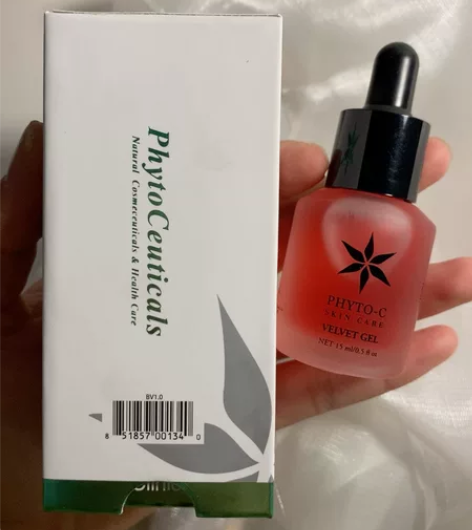 PhytoCeuticals
Natural Cosmeceuticals & Health Care
BV1.0
8 51857 00134 0
PHYTO-C
SKIN CARE
VELVET GEL
NET 15 ml/0.5 fl oz